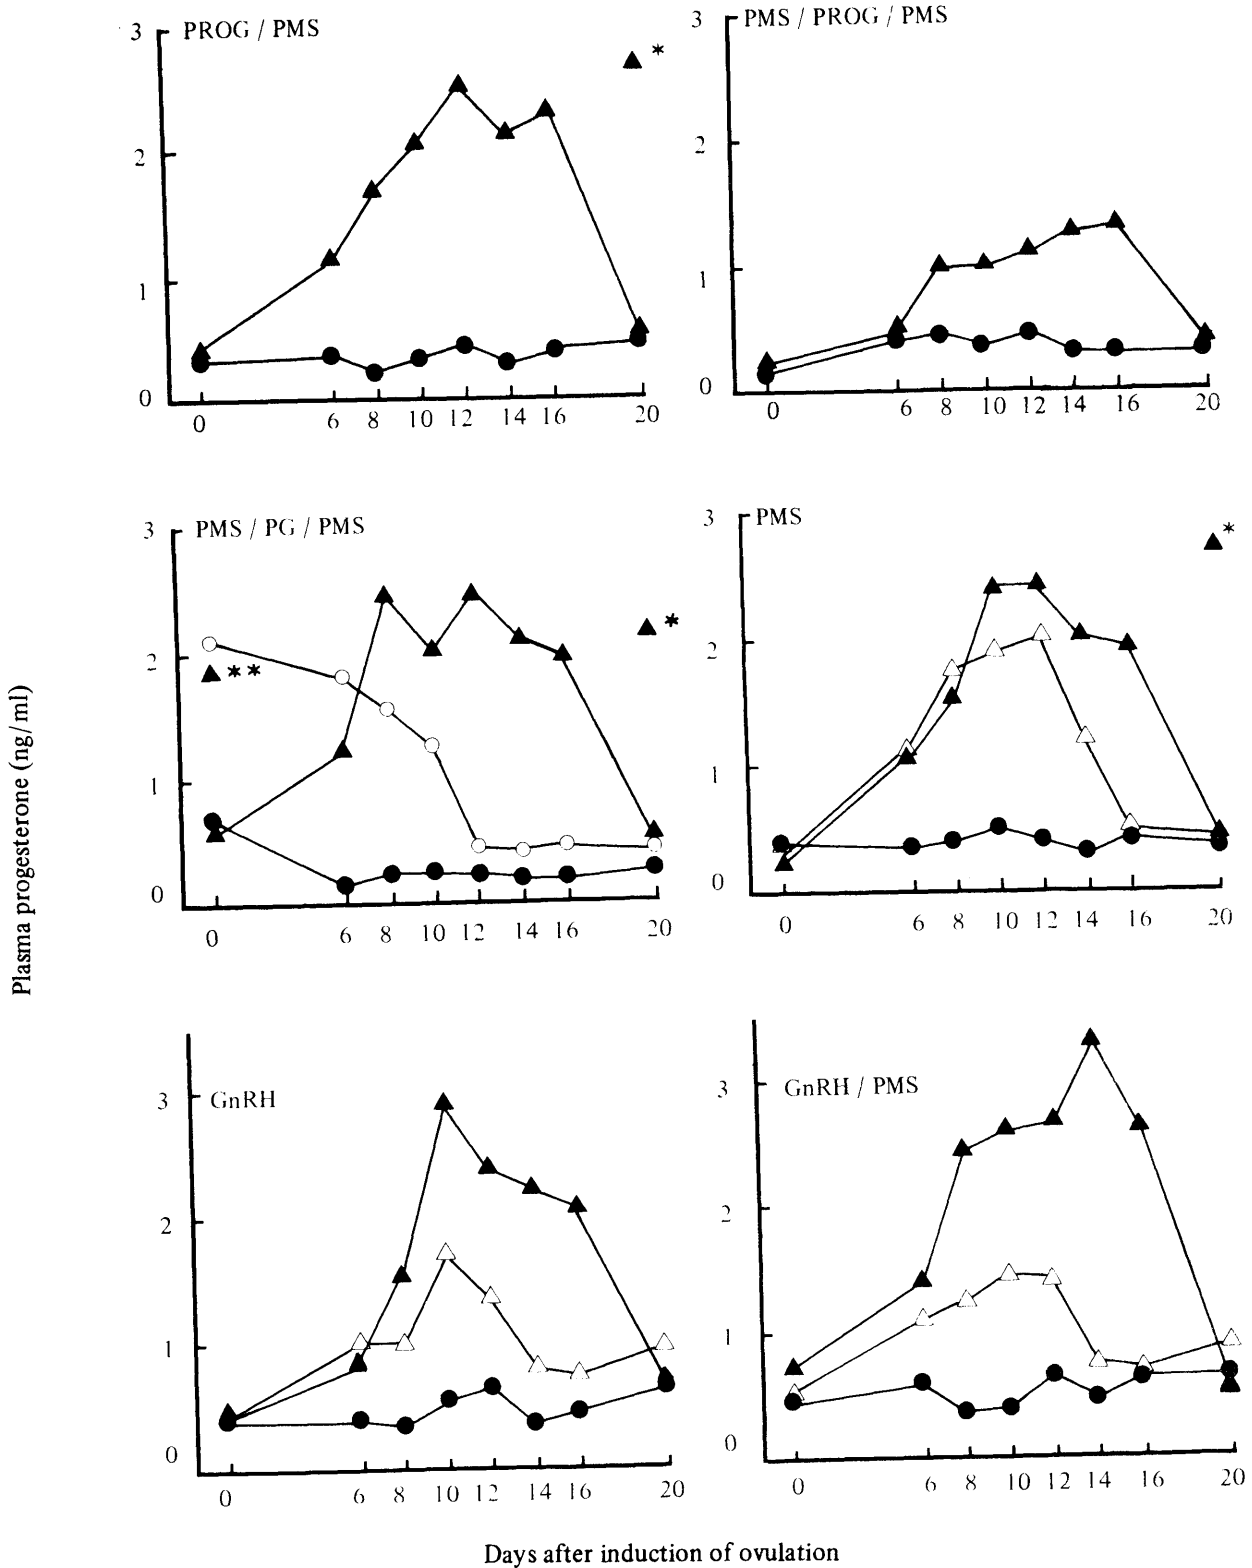 PROG / PMS
3
2
1
0
*
0 6 8 10 12 14 16 20
PMS / PROG / PMS
3
2
1
0
0 6 8 10 12 14 16 20
PMS / PG / PMS
3
2
1
0
**
*
0 6 8 10 12 14 16 20
PMS
3
2
1
0
*
0 6 8 10 12 14 16 20
Plasma progesterone (ng/ml)
GnRH
3
2
1
0
0 6 8 10 12 14 16 20
GnRH / PMS
3
2
1
0
0 6 8 10 12 14 16 20
Days after induction of ovulation